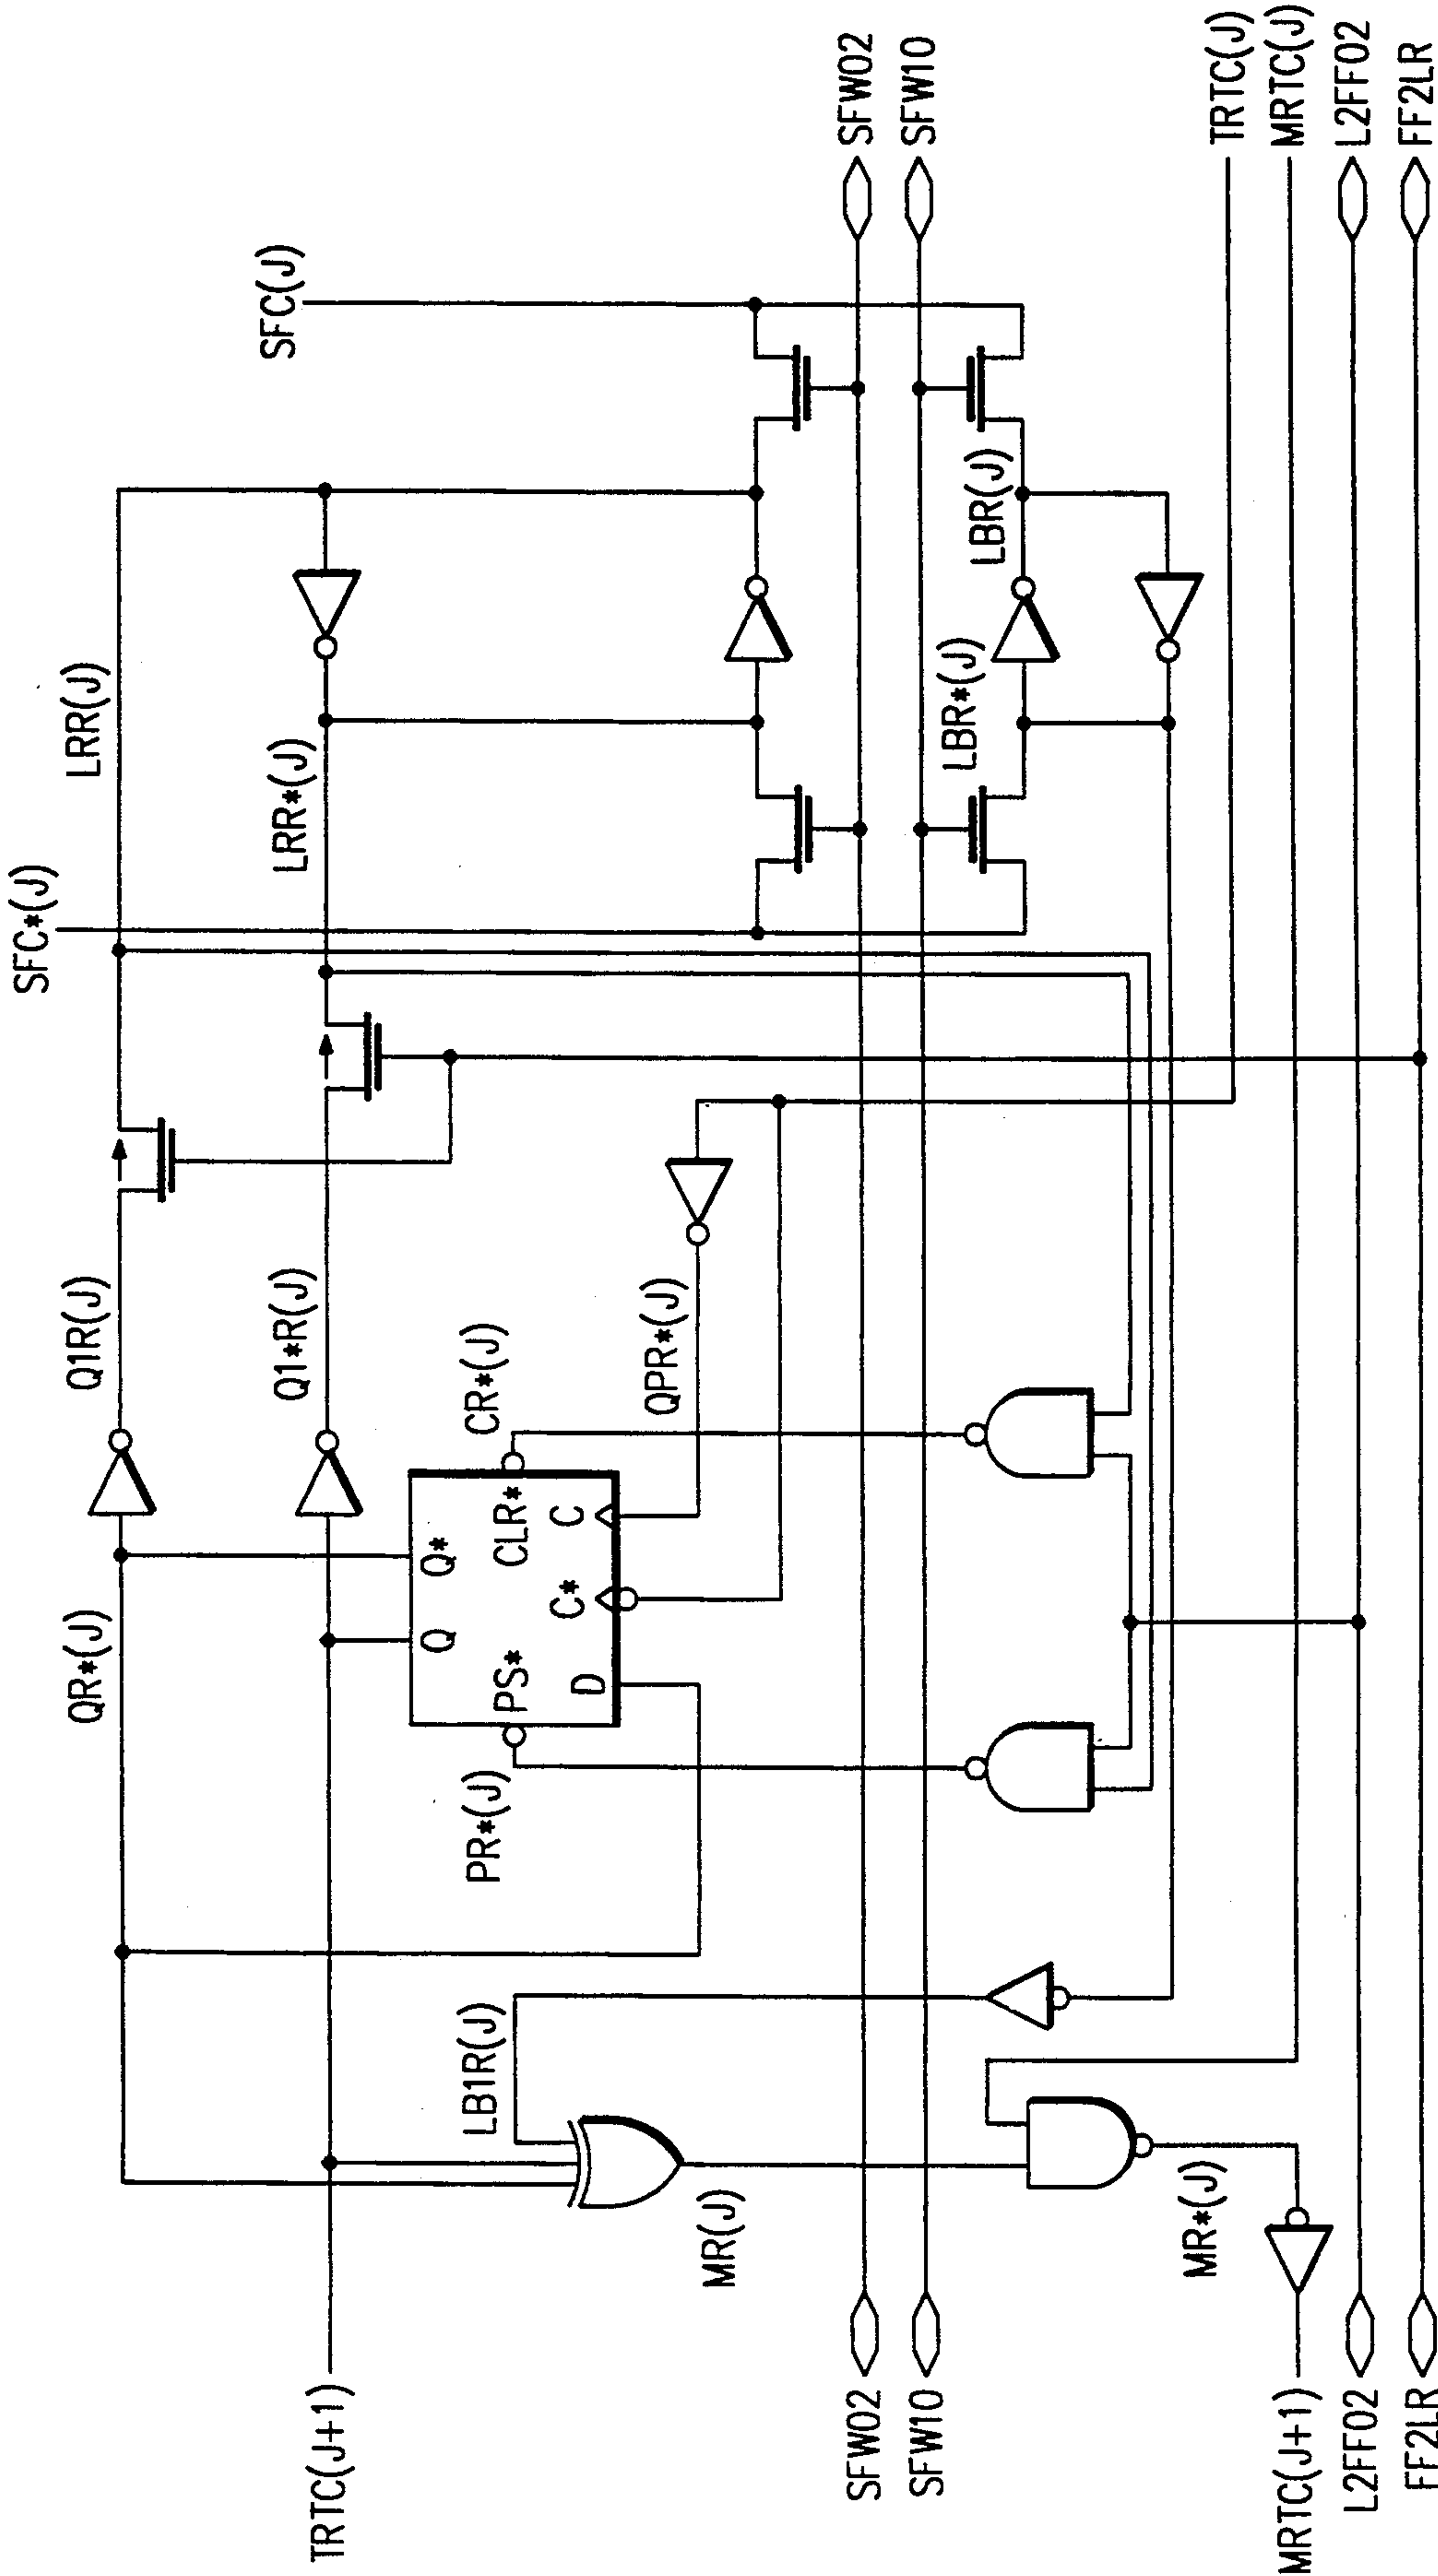 SFC*(J)
LRR(J)
Q1R(J)
QR*(J)
SFC(J)
LRR*(J)
Q1*R(J)
TRTC(J+1)
Q*
Q
CR*(J)
CLR*
PS*
C
C*
D
PR*(J)
LB1R(J)
QPR*(J)
MR(J)
SFW02
SFW02
SFW10
SFW10
LBR(J)
LBR*(J)
TRTC(J)
MR*(J)
MRTC(J)
MRTC(J+1)
L2FF02
L2FF02
FF2LR
FF2LR